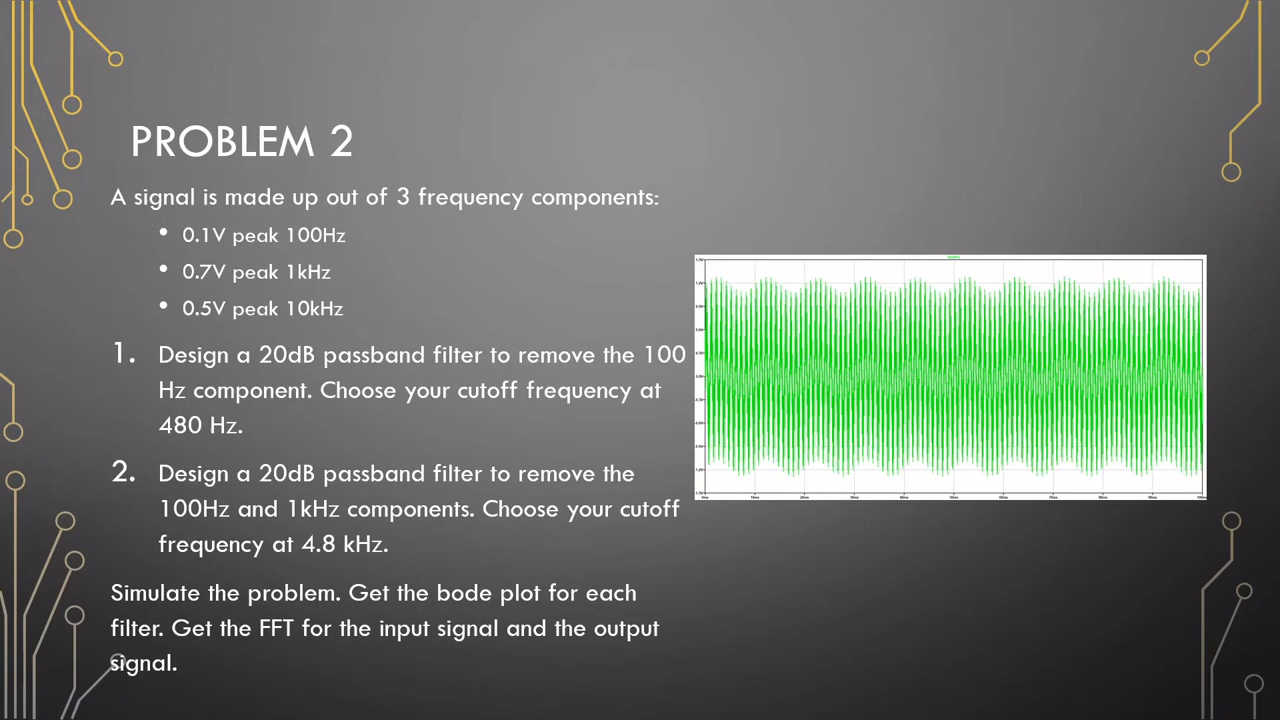 PROBLEM 2
A signal is made up out of 3 frequency components:
• 0.1V peak 100Hz
• 0.7V peak 1kHz
• 0.5V peak 10kHz
1. Design a 20dB passband filter to remove the 100
Hz component. Choose your cutoff frequency at
480 Hz.
2. Design a 20dB passband filter to remove the
100Hz and 1kHz components. Choose your cutoff
frequency at 4.8 kHz.
Simulate the problem. Get the bode plot for each
filter. Get the FFT for the input signal and the output
signal.